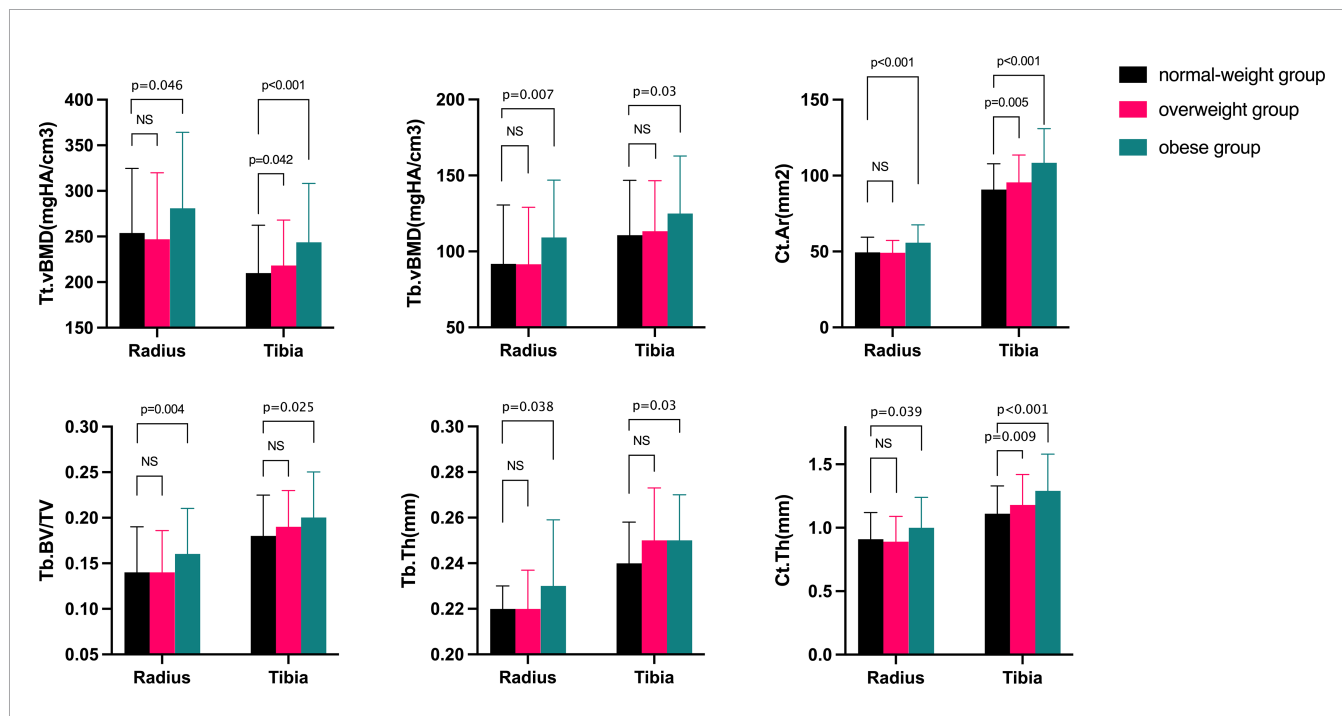 p=0.046
p<0.001
NS
p=0.042
Tt.vBMD(mgHA/cm3)
400
350
300
250
200
150
Radius
Tibia
p=0.007
p=0.03
NS
NS
Tb.vBMD(mgHA/cm3)
200
150
100
50
Radius
Tibia
p<0.001
p<0.001
NS
p=0.005
Ct.Ar(mm2)
150
100
50
0
Radius
Tibia
normal-weight group
overweight group
obese group
p=0.004
p=0.025
NS
NS
Tb.BV/TV
0.30
0.25
0.20
0.15
0.10
0.05
Radius
Tibia
p=0.038
p=0.03
NS
NS
Tb.Th(mm)
0.30
0.28
0.26
0.24
0.22
0.20
Radius
Tibia
p=0.039
p<0.001
NS
p=0.009
Ct.Th(mm)
1.5
1.0
0.5
0.0
Radius
Tibia